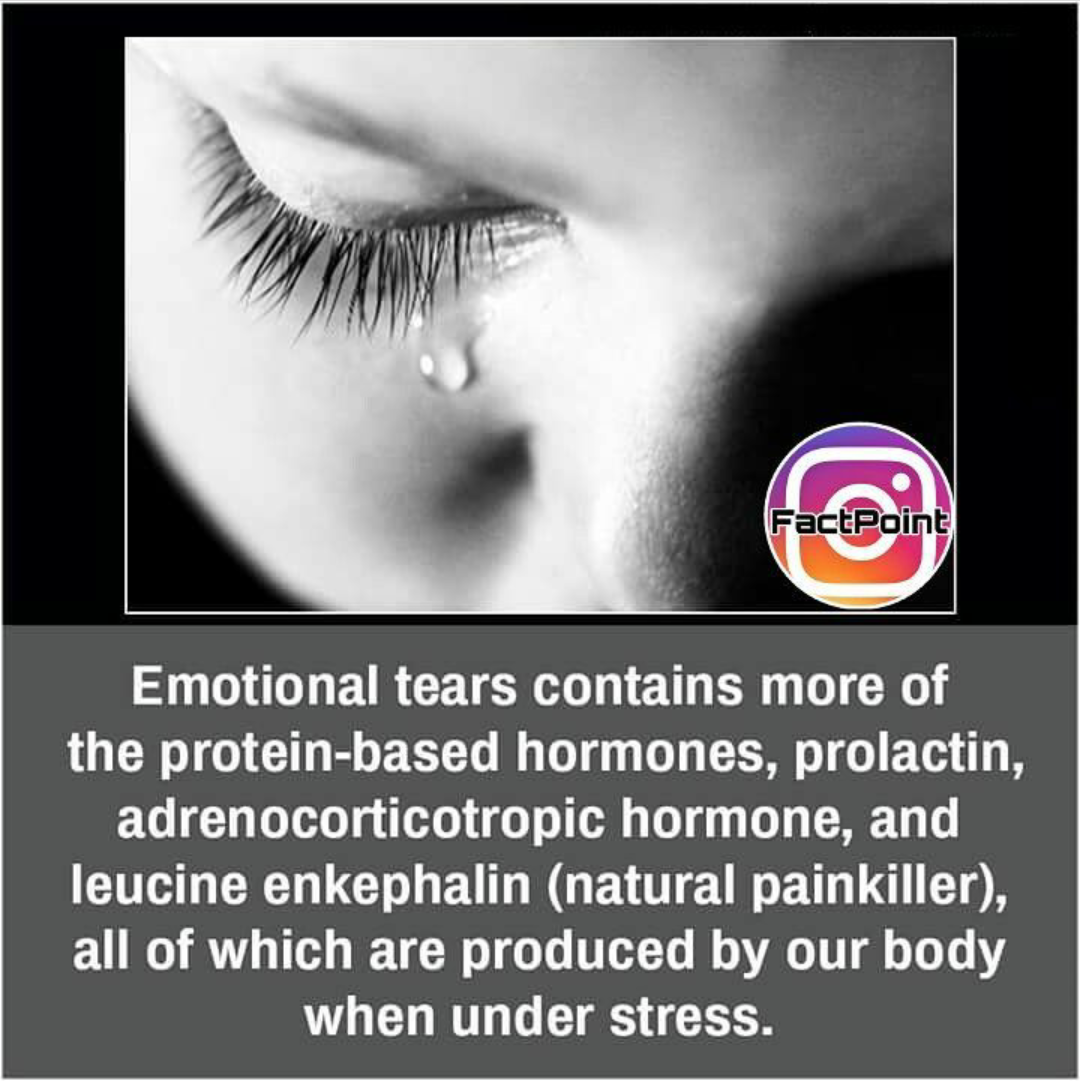 FactPoint
Emotional tears contains more of
the protein-based hormones, prolactin,
adrenocorticotropic hormone, and
leucine enkephalin (natural painkiller),
all of which are produced by our body
when under stress.